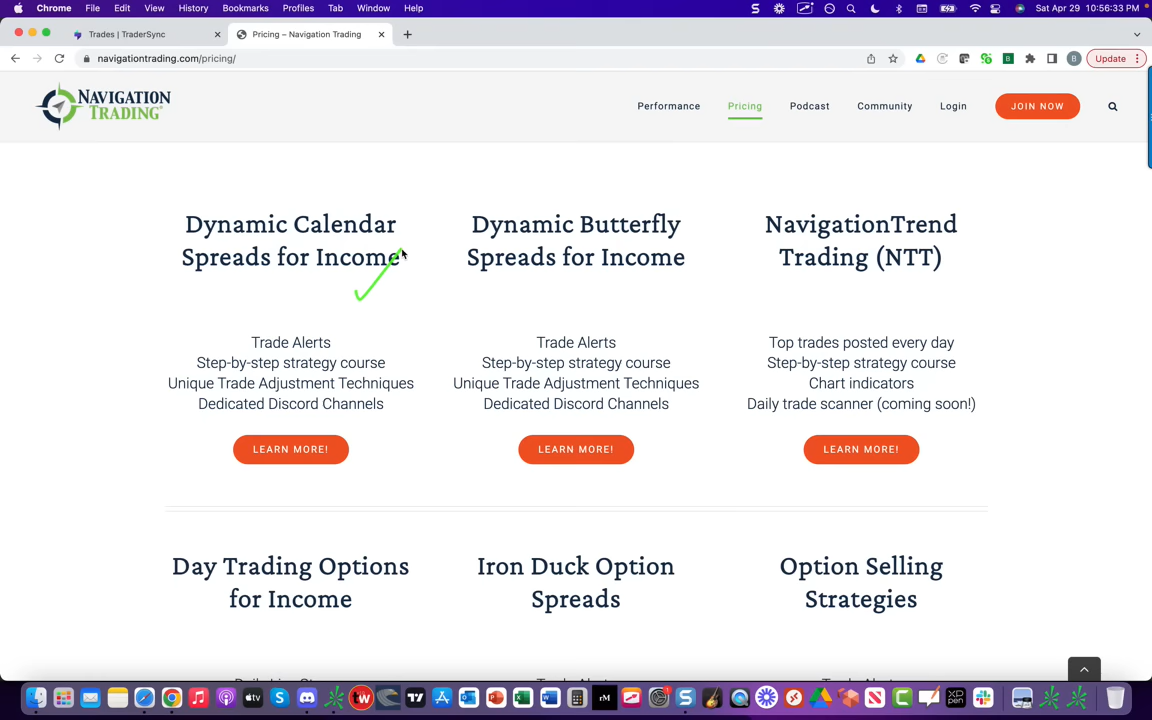 Chrome File Edit View History Bookmarks Profiles Tab Window Help
Sat Apr 29 10:56:33 PM
Trades | TraderSync
Pricing – Navigation Trading
navigationtrading.com/pricing/
Update
NAVIGATION
TRADING
Performance
Pricing
Podcast
Community
Login
JOIN NOW
Dynamic Calendar
Spreads for Income
Trade Alerts
Step-by-step strategy course
Unique Trade Adjustment Techniques
Dedicated Discord Channels
LEARN MORE!
Dynamic Butterfly
Spreads for Income
Trade Alerts
Step-by-step strategy course
Unique Trade Adjustment Techniques
Dedicated Discord Channels
LEARN MORE!
NavigationTrend
Trading (NTT)
Top trades posted every day
Step-by-step strategy course
Chart indicators
Daily trade scanner (coming soon!)
LEARN MORE!
Day Trading Options
for Income
Iron Duck Option
Spreads
Option Selling
Strategies